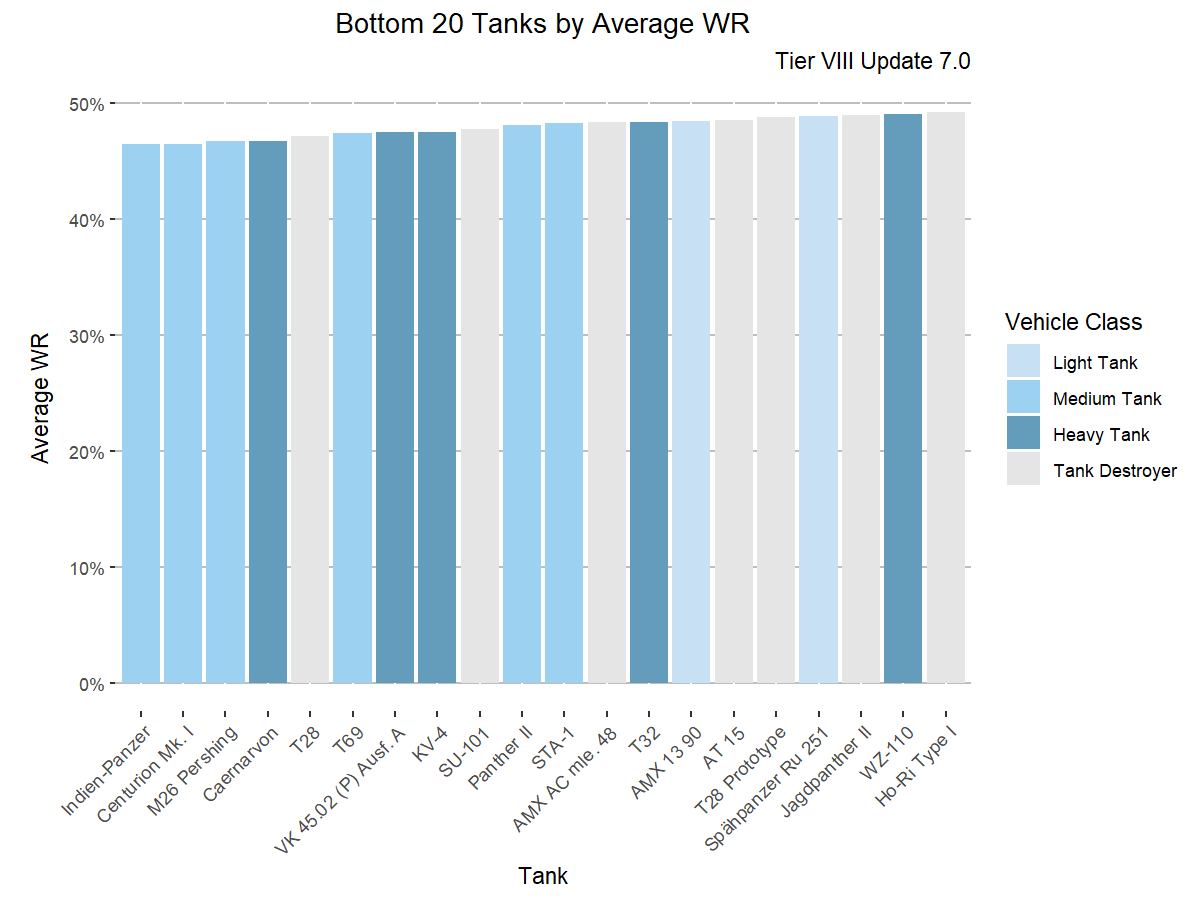 Bottom 20 Tanks by Average WR
Tier VIII Update 7.0
50%
40%
30%
20%
10%
0%
Average WR
Indien-Panzer
Centurion Mk. I
M26 Pershing
Caernarvon
T28
T69
VK 45.02 (P) Ausf. A
KV-4
SU-101
Panther II
STA-1
AMX AC mle. 48
T32
AMX 13 90
AT 15
T28 Prototype
Spähpanzer Ru 251
Jagdpanther II
WZ-110
Ho-Ri Type I
Tank
Vehicle Class
Light Tank
Medium Tank
Heavy Tank
Tank Destroyer